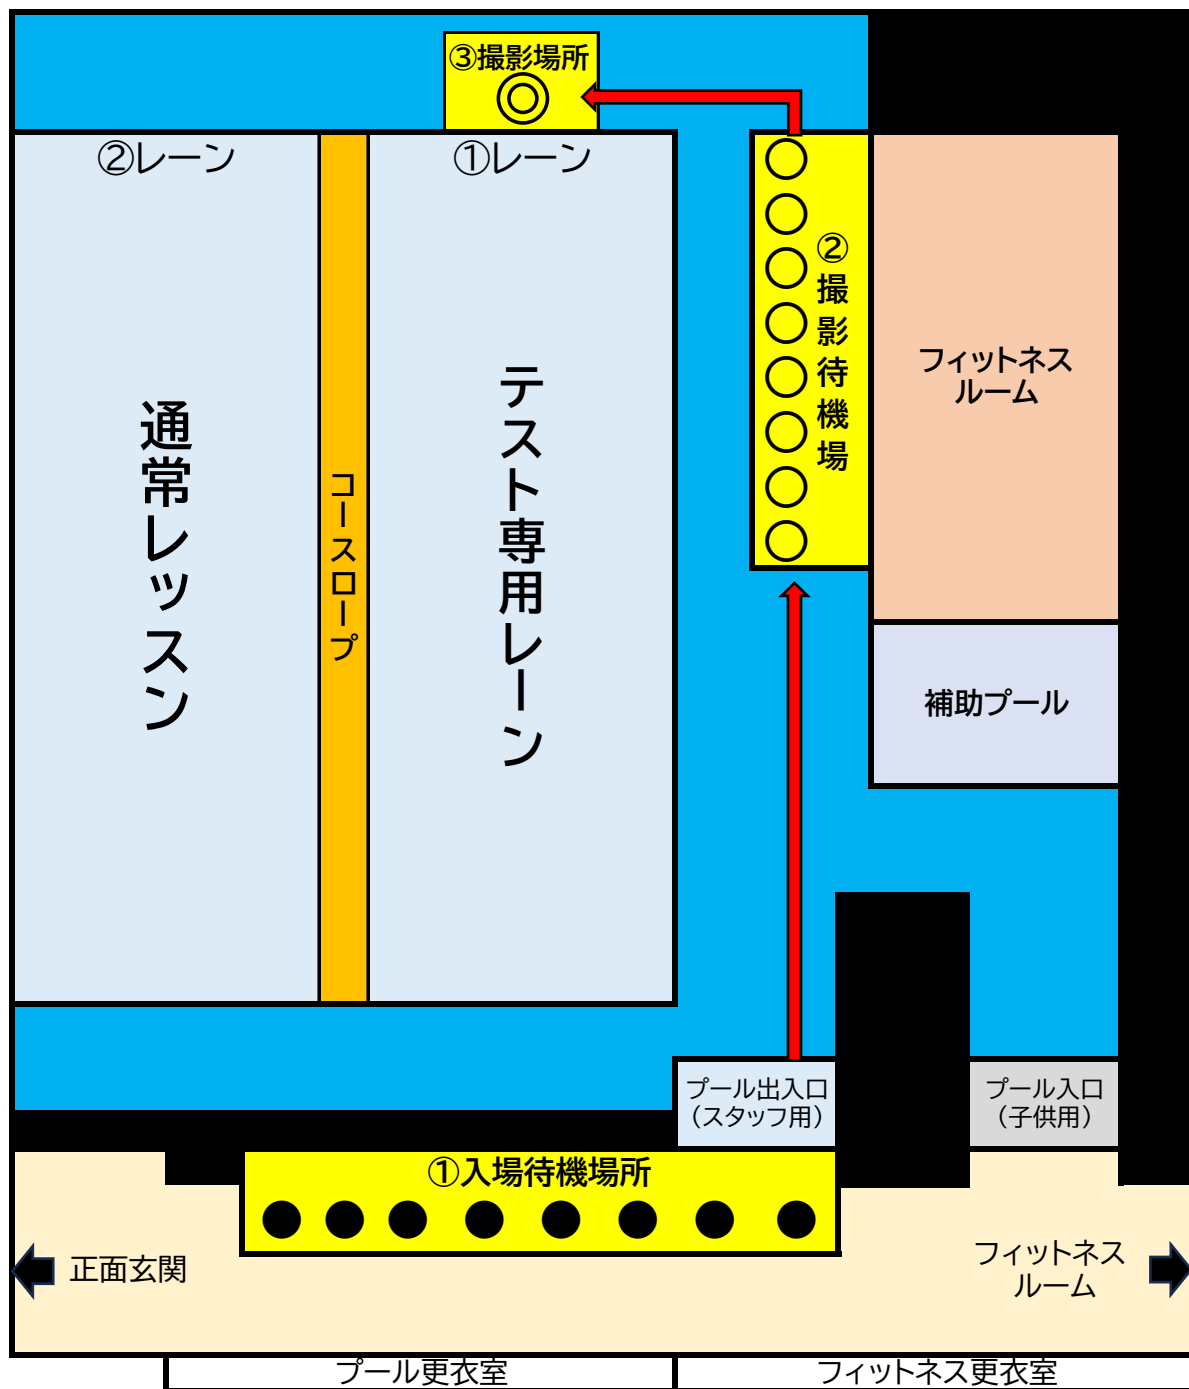 ③撮影場所
②レーン
①レーン
②撮影待機場
フィットネス
ルーム
通常レッスン
コースロープ
テスト専用レーン
補助プール
プール出入口
（スタッフ用）
プール入口
（子供用）
①入場待機場所
正面玄関
フィットネス
ルーム
プール更衣室
フィットネス更衣室